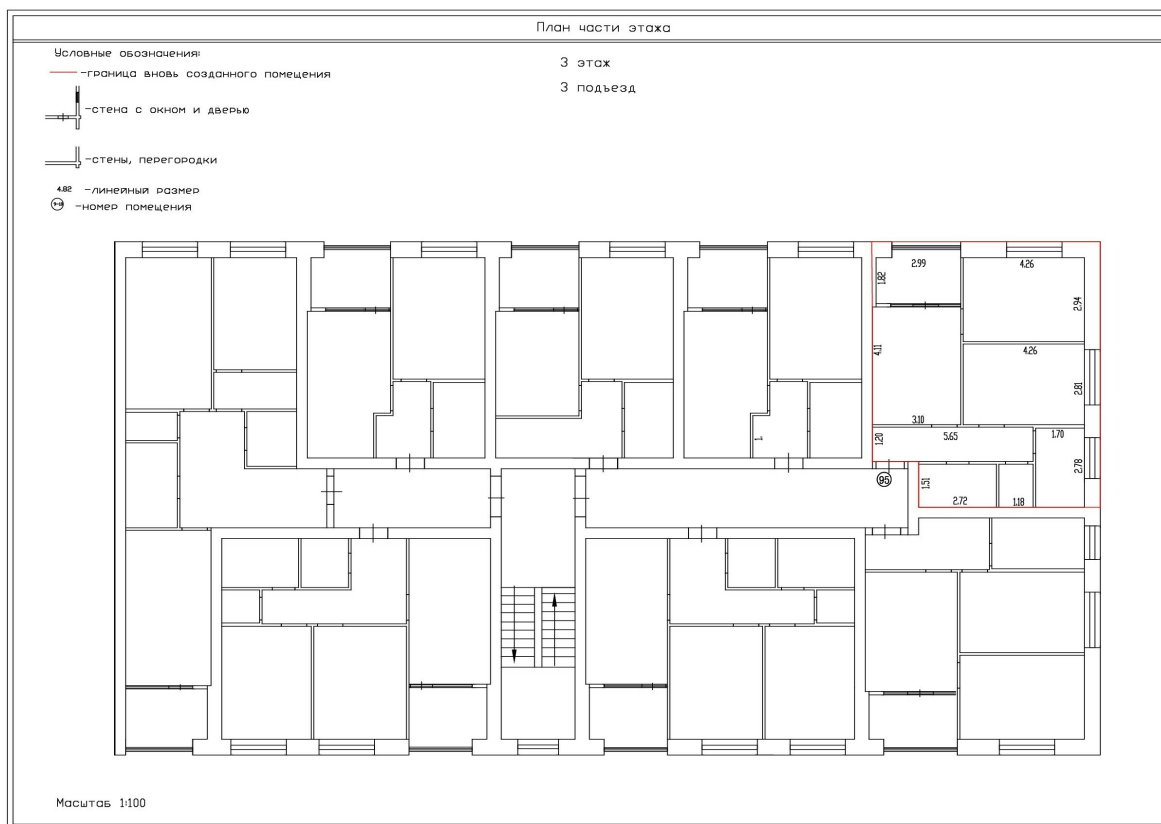 План части этажа
Условные обозначения:
-граница вновь созданного помещения
3 этаж
3 подъезд
-стена с окном и дверью
-стены, перегородки
4.82 -линейный размер
-номер помещения
2.99
4.26
1.82
2.94
4.11
4.26
2.81
3.10
1.20
5.65
1.70
2.78
95
1.51
2.72
1.18
Масштаб 1:100